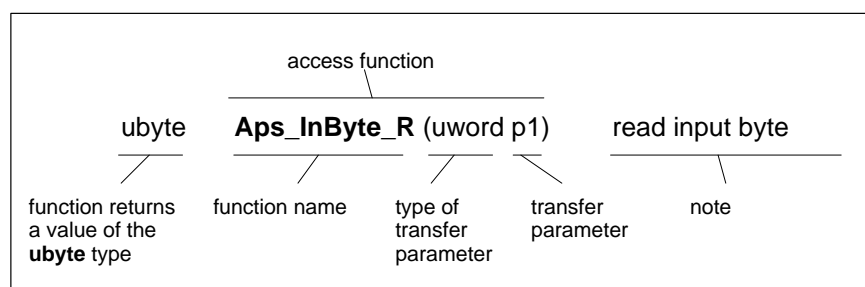 access function
ubyte Aps_InByte_R (uword p1) read input byte
function returns function name type of transfer note
a value of the transfer parameter
ubyte type parameter